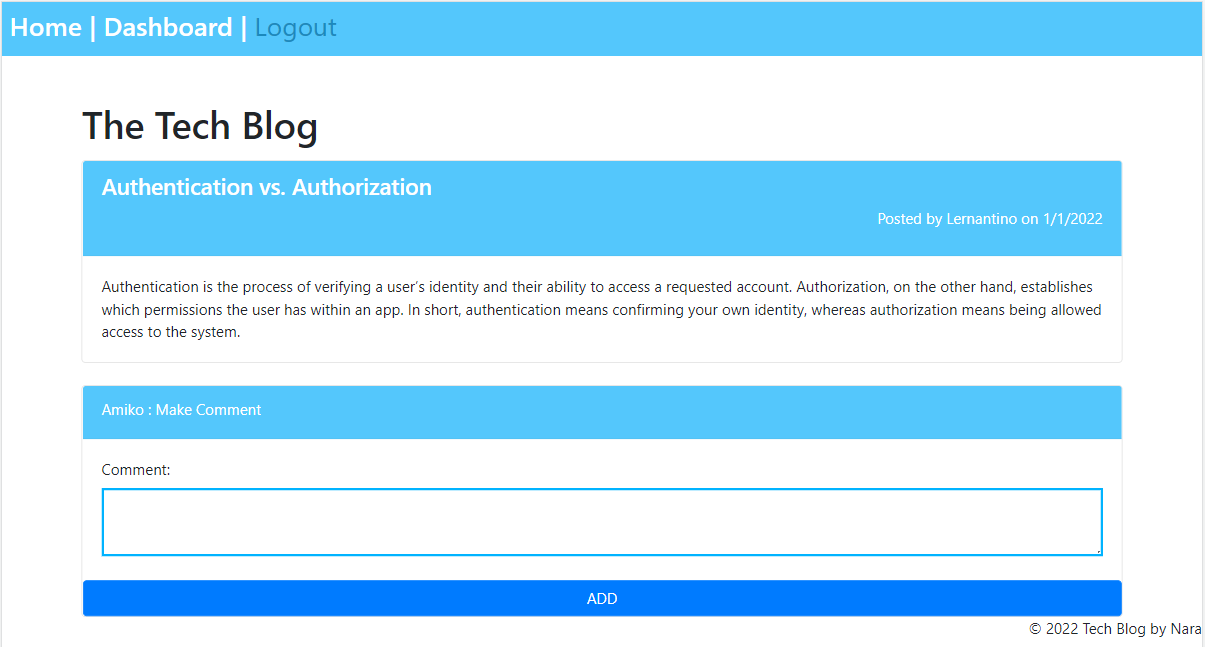 Home | Dashboard | Logout
The Tech Blog
Authentication vs. Authorization
Posted by Lernantino on 1/1/2022
Authentication is the process of verifying a user’s identity and their ability to access a requested account. Authorization, on the other hand, establishes
which permissions the user has within an app. In short, authentication means confirming your own identity, whereas authorization means being allowed
access to the system.
Amiko : Make Comment
Comment:
ADD
© 2022 Tech Blog by Nara